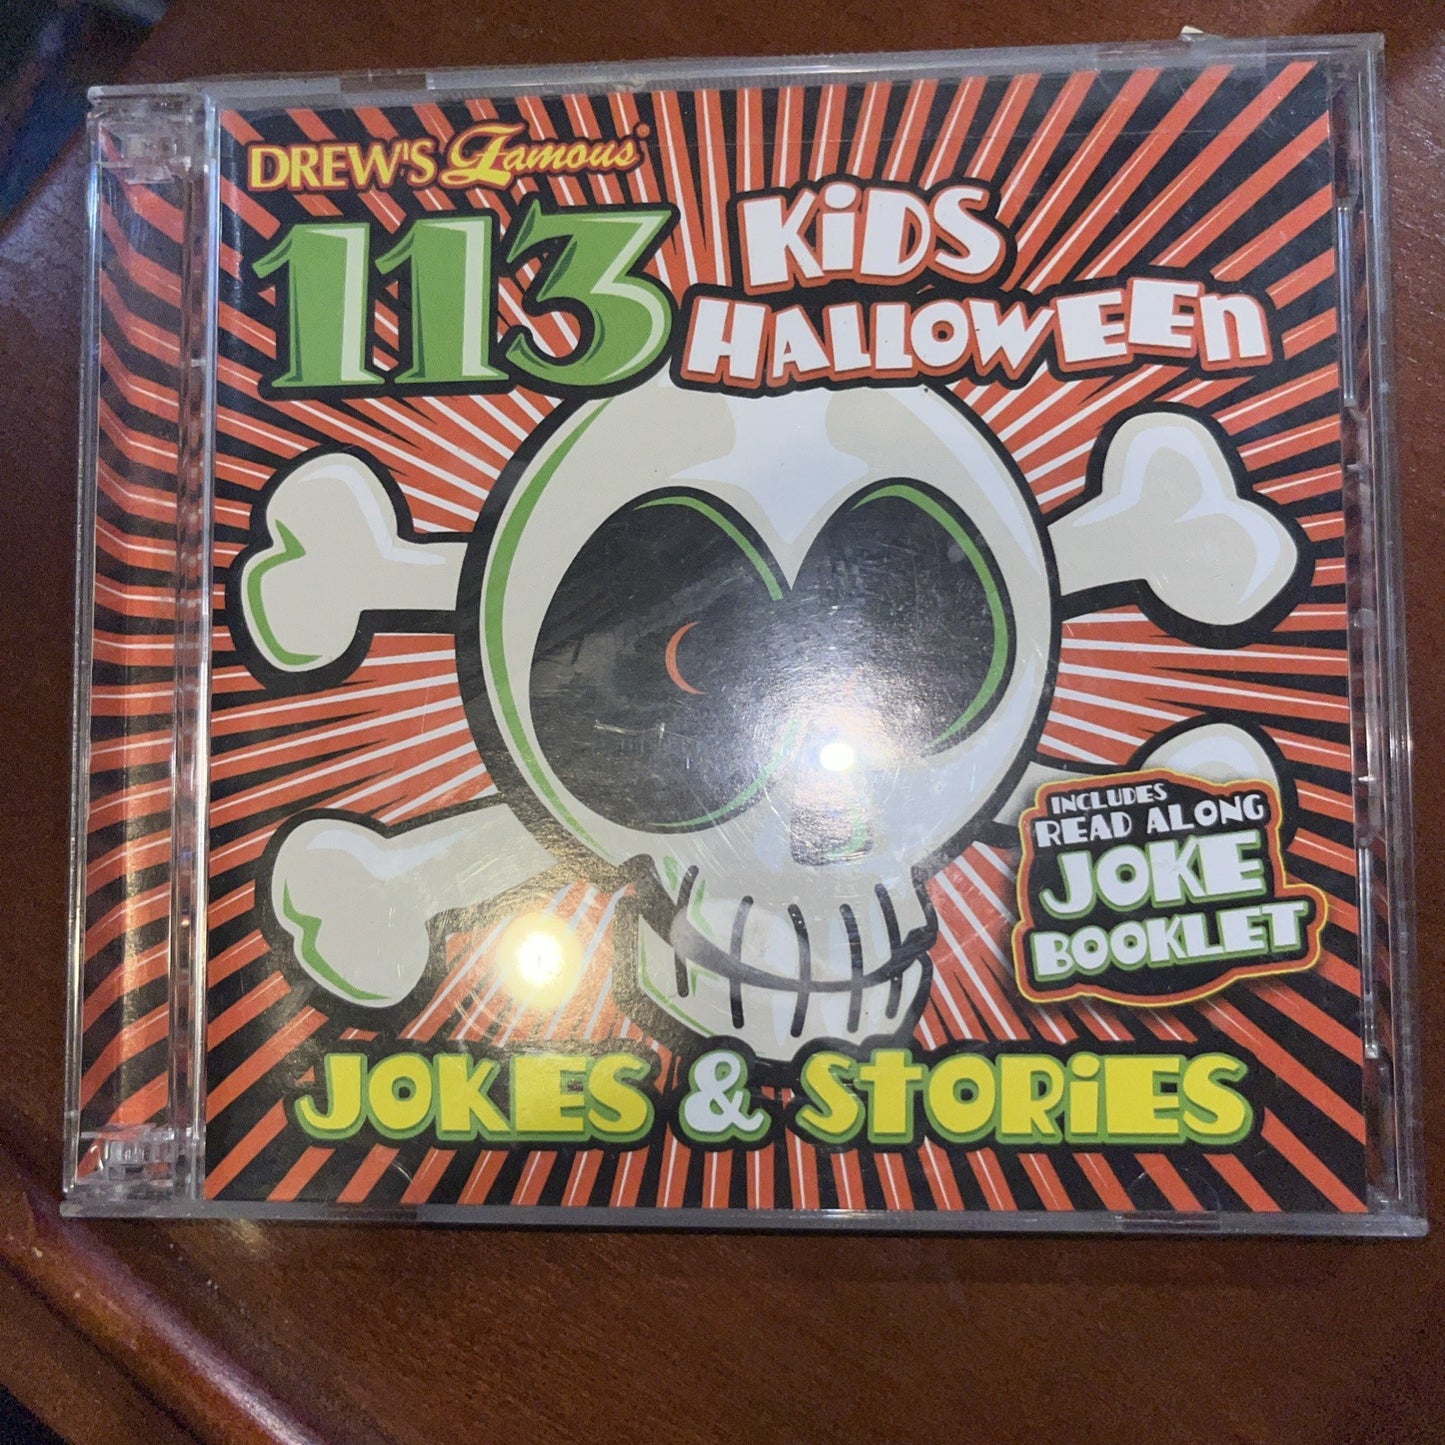 DREW'S Famous®
113 KiDS
HALLOWEEN
INCLUDES
READ ALONG
JOKE
BOOKLET
JOKES & STORiES